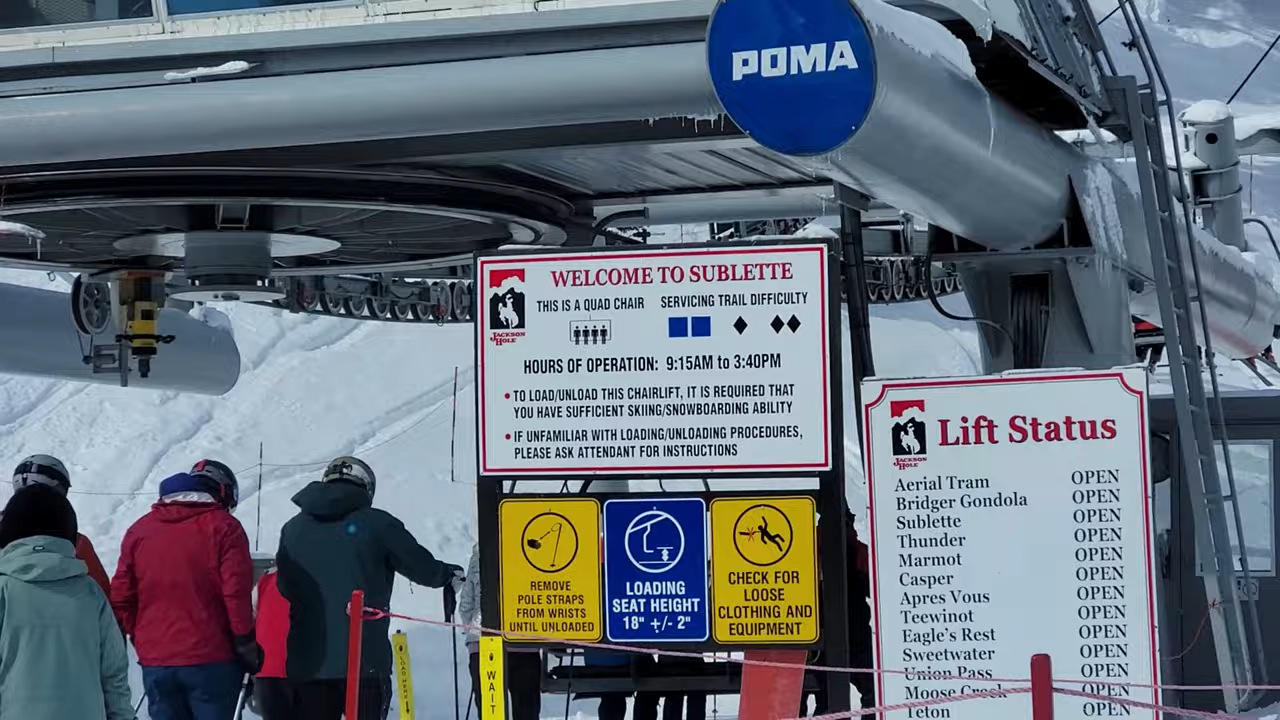 POMA
WELCOME TO SUBLETTE
THIS IS A QUAD CHAIR
SERVICING TRAIL DIFFICULTY
JACKSON
HOLE
HOURS OF OPERATION: 9:15AM to 3:40PM
• TO LOAD/UNLOAD THIS CHAIRLIFT, IT IS REQUIRED THAT
YOU HAVE SUFFICIENT SKIING/SNOWBOARDING ABILITY
• IF UNFAMILIAR WITH LOADING/UNLOADING PROCEDURES,
PLEASE ASK ATTENDANT FOR INSTRUCTIONS
REMOVE
POLE STRAPS
FROM WRISTS
UNTIL UNLOADED
LOADING
SEAT HEIGHT
18" +/- 2"
CHECK FOR
LOOSE
CLOTHING AND
EQUIPMENT
LOAD HERE
WAIT
JACKSON
HOLE
Lift Status
Aerial Tram OPEN
Bridger Gondola OPEN
Sublette OPEN
Thunder OPEN
Marmot OPEN
Casper OPEN
Apres Vous OPEN
Teewinot OPEN
Eagle's Rest OPEN
Sweetwater OPEN
Union Pass OPEN
Moose Creek OPEN
Teton OPEN